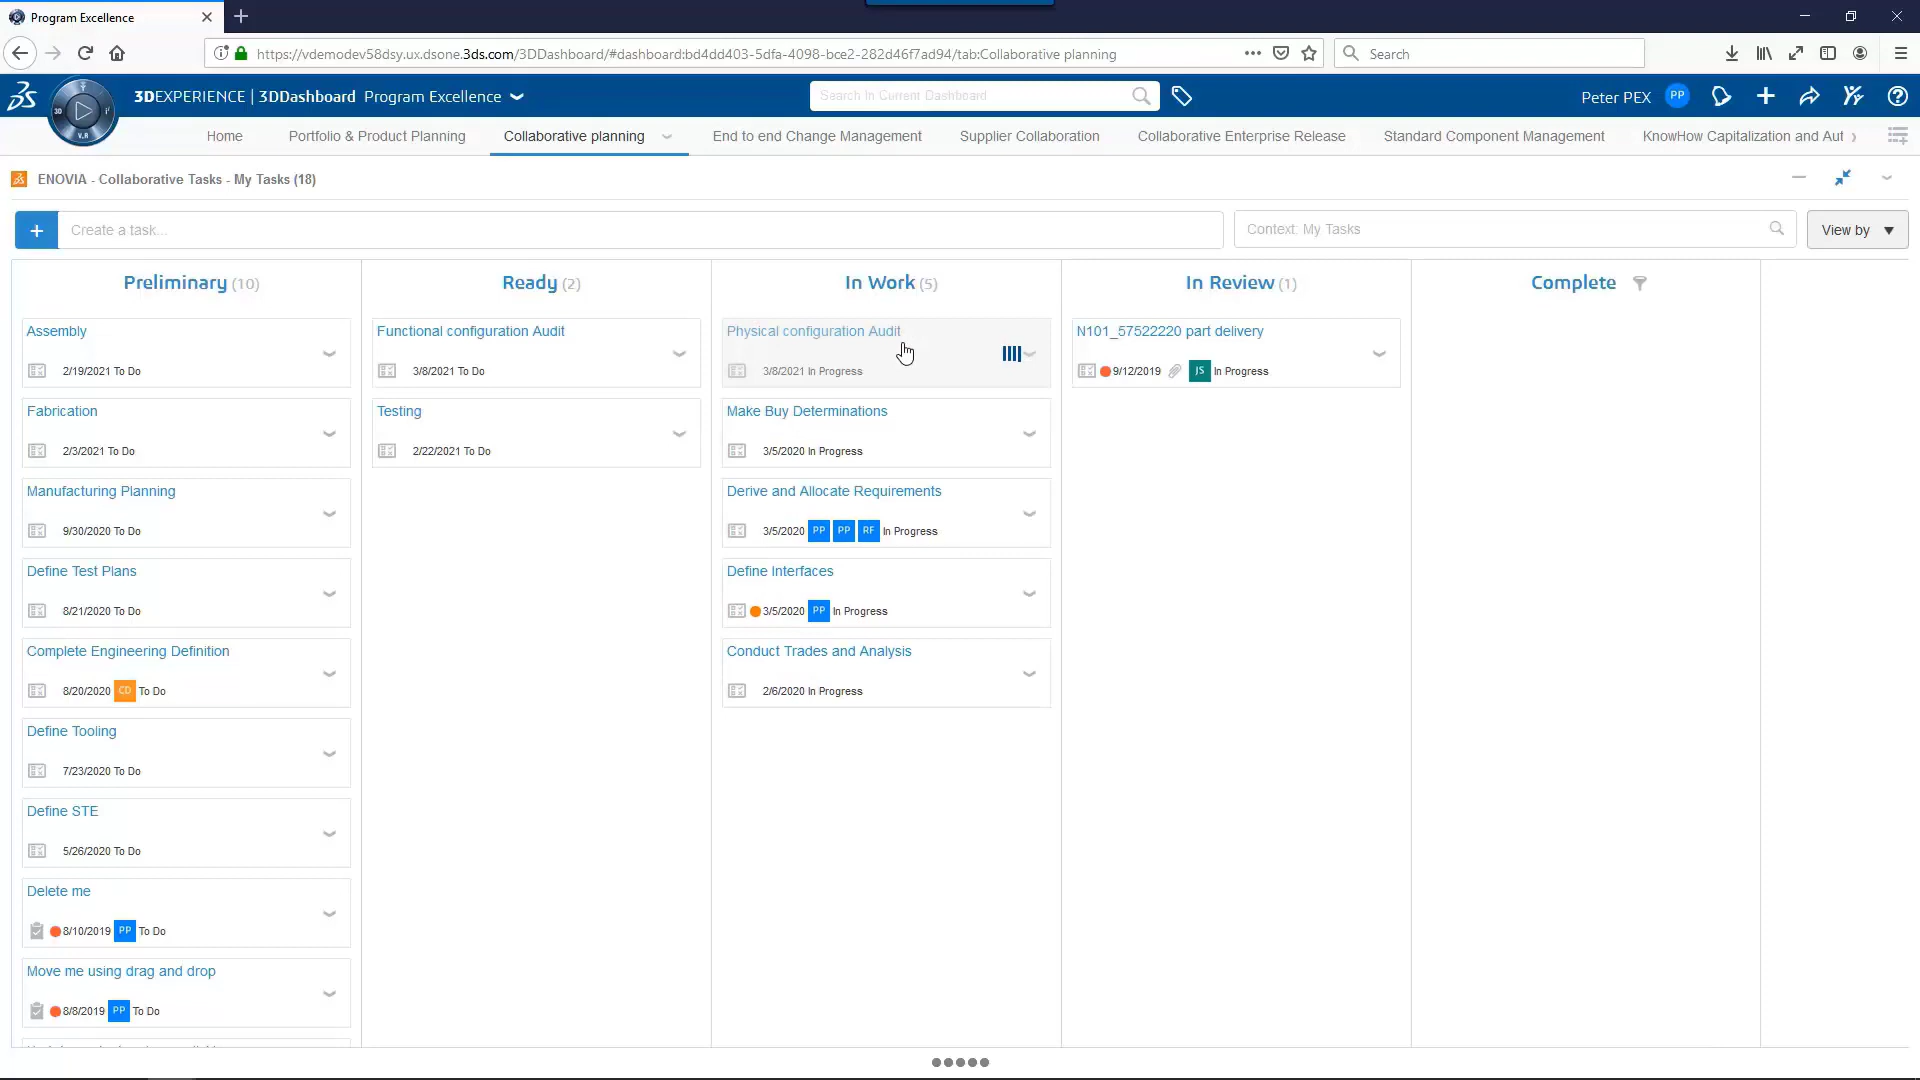 Program Excellence
https://vdemodev58dsy.ux.dsone.3ds.com/3DDashboard/#dashboard:bd4dd403-5dfa-4098-bce2-282d46f7ad94/tab:Collaborative planning
Search
3DEXPERIENCE | 3DDashboard Program Excellence
Search In Current Dashboard
Peter PEX PP
3D
V.R
Home
Portfolio & Product Planning
Collaborative planning
End to end Change Management
Supplier Collaboration
Collaborative Enterprise Release
Standard Component Management
KnowHow Capitalization and Aut
ENOVIA - Collaborative Tasks - My Tasks (18)
Create a task...
Context: My Tasks
View by
Preliminary (10)
Assembly
2/19/2021 To Do
Fabrication
2/3/2021 To Do
Manufacturing Planning
9/30/2020 To Do
Define Test Plans
8/21/2020 To Do
Complete Engineering Definition
8/20/2020 CD To Do
Define Tooling
7/23/2020 To Do
Define STE
5/26/2020 To Do
Delete me
8/10/2019 PP To Do
Move me using drag and drop
8/8/2019 PP To Do
Ready (2)
Functional configuration Audit
3/8/2021 To Do
Testing
2/22/2021 To Do
In Work (5)
Physical configuration Audit
3/8/2021 In Progress
Make Buy Determinations
3/5/2020 In Progress
Derive and Allocate Requirements
3/5/2020 PP PP RF In Progress
Define Interfaces
3/5/2020 PP In Progress
Conduct Trades and Analysis
2/6/2020 In Progress
In Review (1)
N101_57522220 part delivery
9/12/2019 JS In Progress
Complete